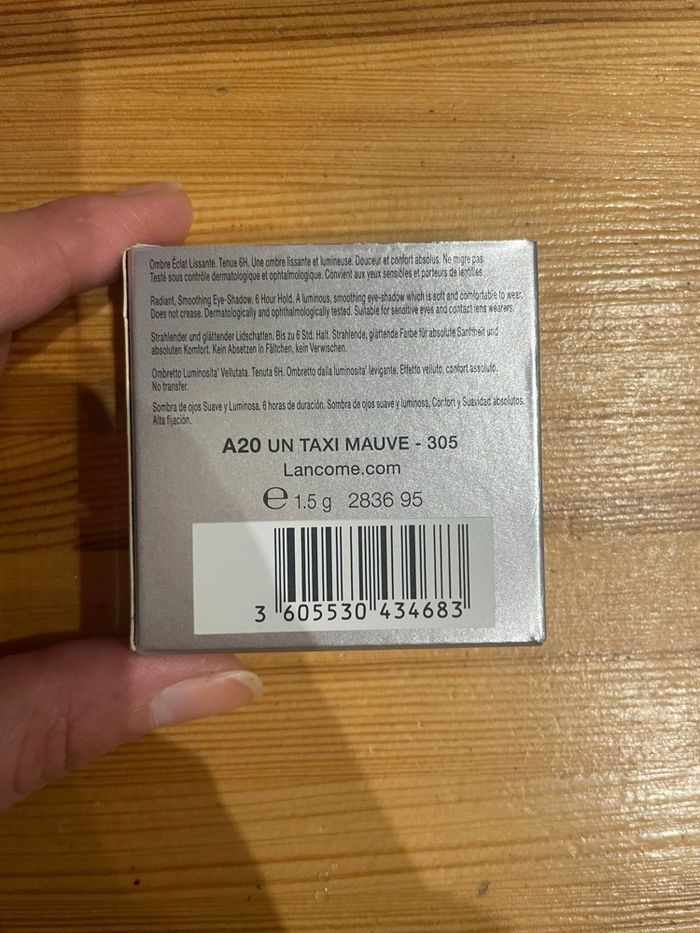 Ombre Éclat Lissante. Tenue 6H. Une ombre lissante et lumineuse. Douceur et confort absolus. Ne migre pas.
Testé sous contrôle dermatologique et ophtalmologique. Convient aux yeux sensibles et porteurs de lentilles.
Radiant, Smoothing Eye-Shadow. 6 Hour Hold. A luminous, smoothing eye-shadow which is soft and comfortable to wear.
Does not crease. Dermatologically and ophthalmologically tested. Suitable for sensitive eyes and contact lens wearers.
Strahlender und glättender Lidschatten. Bis zu 6 Std. Halt. Strahlende, glättende Farbe für absolute Sanftheit und
absoluten Komfort. Kein Absetzen in Fältchen, kein Verwischen.
Ombretto Luminosita' Vellutata. Tenuta 6H. Ombretto dalla luminosita' levigante. Effetto velluto, confort assoluto.
No transfer.
Sombra de ojos Suave y Luminosa. 6 horas de duración. Sombra de ojos suave y luminosa, Confort y Suavidad absolutos.
Alta fijación.
A20 UN TAXI MAUVE - 305
Lancome.com
℮ 1.5 g 2836 95
3 605530 434683